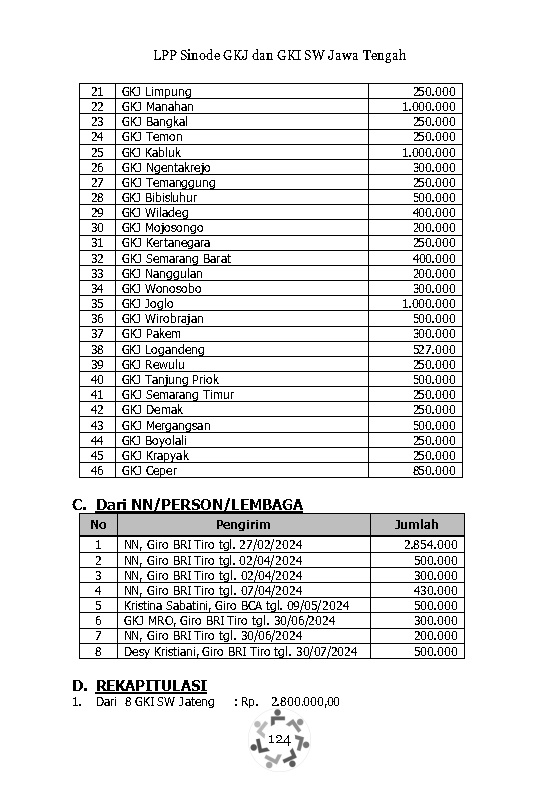 LPP Sinode GKJ dan GKI SW Jawa Tengah
21 GKJ Limpung 250.000
22 GKJ Manahan 1.000.000
23 GKJ Bangkal 250.000
24 GKJ Temon 250.000
25 GKJ Kabluk 1.000.000
26 GKJ Ngentakrejo 300.000
27 GKJ Temanggung 250.000
28 GKJ Bibisluhur 500.000
29 GKJ Wiladeg 400.000
30 GKJ Mojosongo 200.000
31 GKJ Kertanegara 250.000
32 GKJ Semarang Barat 400.000
33 GKJ Nanggulan 200.000
34 GKJ Wonosobo 300.000
35 GKJ Joglo 1.000.000
36 GKJ Wirobrajan 500.000
37 GKJ Pakem 300.000
38 GKJ Logandeng 527.000
39 GKJ Rewulu 250.000
40 GKJ Tanjung Priok 500.000
41 GKJ Semarang Timur 250.000
42 GKJ Demak 250.000
43 GKJ Mergangsan 500.000
44 GKJ Boyolali 250.000
45 GKJ Krapyak 250.000
46 GKJ Ceper 850.000
C. Dari NN/PERSON/LEMBAGA
No Pengirim Jumlah
1 NN, Giro BRI Tiro tgl. 27/02/2024 2.854.000
2 NN, Giro BRI Tiro tgl. 02/04/2024 500.000
3 NN, Giro BRI Tiro tgl. 02/04/2024 300.000
4 NN, Giro BRI Tiro tgl. 07/04/2024 430.000
5 Kristina Sabatini, Giro BCA tgl. 09/05/2024 500.000
6 GKJ MRO, Giro BRI Tiro tgl. 30/06/2024 300.000
7 NN, Giro BRI Tiro tgl. 30/06/2024 200.000
8 Desy Kristiani, Giro BRI Tiro tgl. 30/07/2024 500.000
D. REKAPITULASI
1. Dari 8 GKI SW Jateng : Rp. 2.800.000,00
124